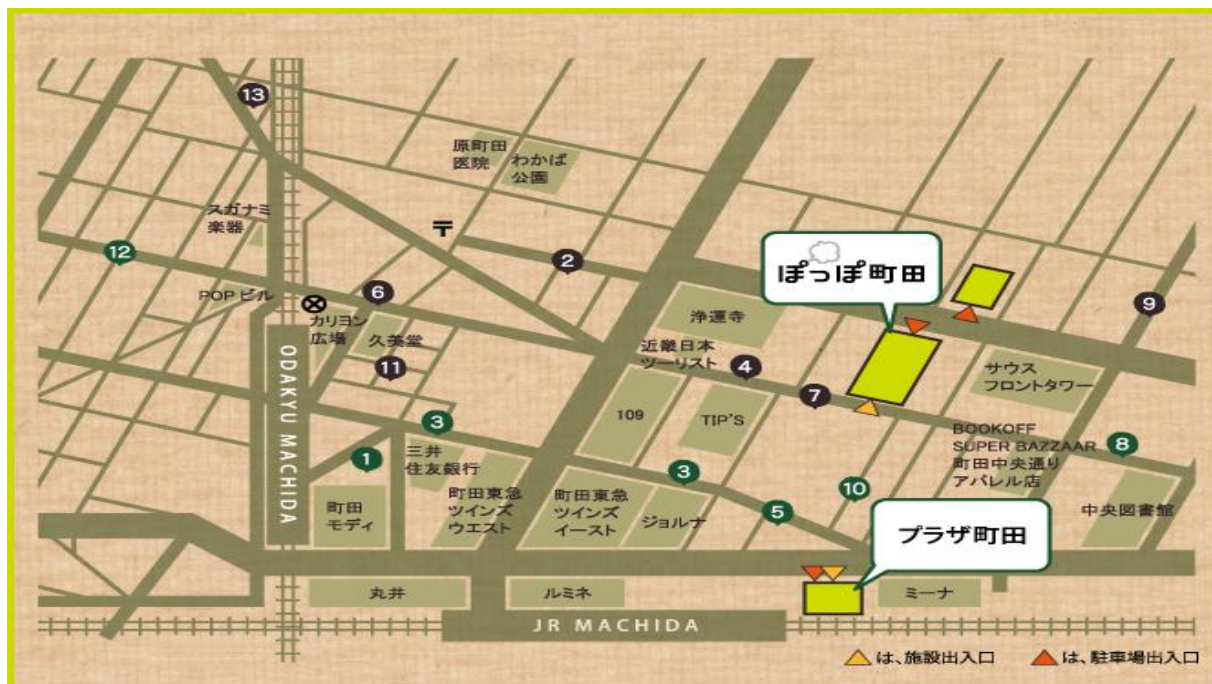 13
原町田
医院
わかば
公園
スガナミ
楽器
〒
12
2
ぽっぽ町田
9
POPビル
6
カリヨン
広場
久美堂
浄運寺
近畿日本
ツーリスト
4
サウス
フロントタワー
11
7
ODAKYU MACHIDA
109
TIP'S
3
BOOKOFF
SUPER BAZZAAR
町田中央通り
アパレル店
8
1
三井
住友銀行
3
10
町田
モディ
町田東急
ツインズ
ウエスト
町田東急
ツインズ
イースト
ジョルナ
5
中央図書館
プラザ町田
丸井
ルミネ
ミーナ
JR MACHIDA
は、施設出入口
は、駐車場出入口